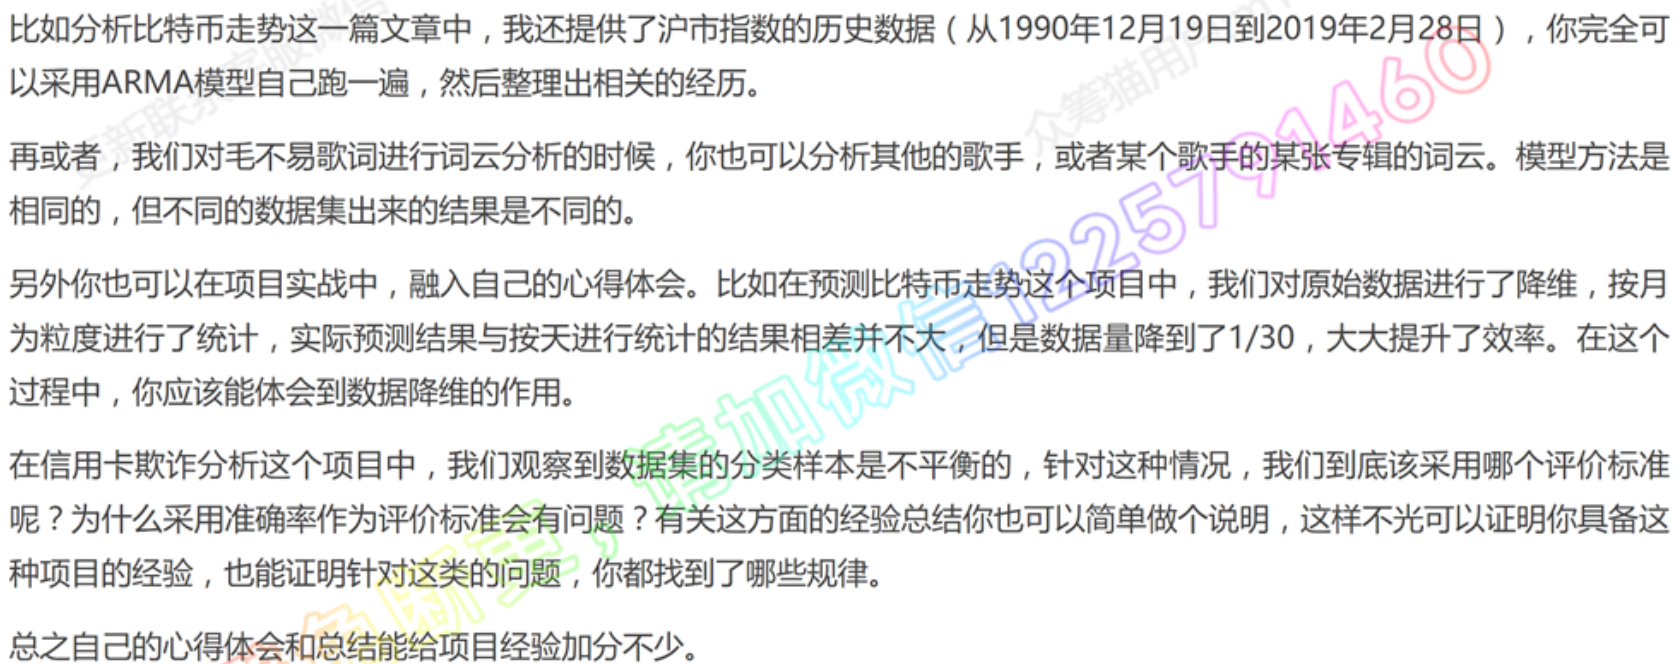 比如分析比特币走势这一篇文章中，我还提供了沪市指数的历史数据（从1990年12月19日到2019年2月28日），你完全可
以采用ARMA模型自己跑一遍，然后整理出相关的经历。
再或者，我们对毛不易歌词进行词云分析的时候，你也可以分析其他的歌手，或者某个歌手的某张专辑的词云。模型方法是
相同的，但不同的数据集出来的结果是不同的。
另外你也可以在项目实战中，融入自己的心得体会。比如在预测比特币走势这个项目中，我们对原始数据进行了降维，按月
为粒度进行了统计，实际预测结果与按天进行统计的结果相差并不大，但是数据量降到了1/30，大大提升了效率。在这个
过程中，你应该能体会到数据降维的作用。
在信用卡欺诈分析这个项目中，我们观察到数据集的分类样本是不平衡的，针对这种情况，我们到底该采用哪个评价标准
呢？为什么采用准确率作为评价标准会有问题？有关这方面的经验总结你也可以简单做个说明，这样不光可以证明你具备这
种项目的经验，也能证明针对这类的问题，你都找到了哪些规律。
总之自己的心得体会和总结能给项目经验加分不少。
更新联系客服微信
众筹猫用户
免断更，请加微信1225791460